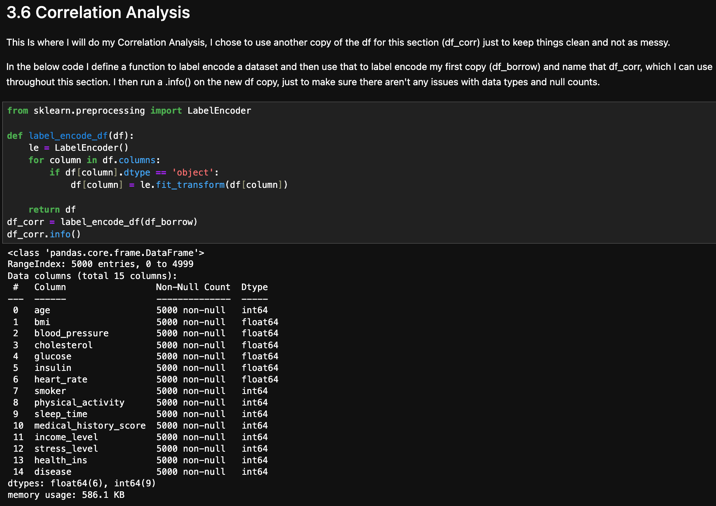 3.6 Correlation Analysis
This Is where I will do my Correlation Analysis, I chose to use another copy of the df for this section (df_corr) just to keep things clean and not as messy.
In the below code I define a function to label encode a dataset and then use that to label encode my first copy (df_borrow) and name that df_corr, which I can use
throughout this section. I then run a .info() on the new df copy, just to make sure there aren't any issues with data types and null counts.
from sklearn.preprocessing import LabelEncoder
def label_encode_df(df):
    le = LabelEncoder()
    for column in df.columns:
        if df[column].dtype == 'object':
            df[column] = le.fit_transform(df[column])
    return df
df_corr = label_encode_df(df_borrow)
df_corr.info()
<class 'pandas.core.frame.DataFrame'>
RangeIndex: 5000 entries, 0 to 4999
Data columns (total 15 columns):
 #   Column                 Non-Null Count  Dtype
---  ------                 --------------  -----
 0   age                    5000 non-null   int64
 1   bmi                    5000 non-null   float64
 2   blood_pressure         5000 non-null   float64
 3   cholesterol            5000 non-null   float64
 4   glucose                5000 non-null   float64
 5   insulin                5000 non-null   float64
 6   heart_rate             5000 non-null   float64
 7   smoker                 5000 non-null   int64
 8   physical_activity      5000 non-null   int64
 9   sleep_time             5000 non-null   int64
 10  medical_history_score  5000 non-null   int64
 11  income_level           5000 non-null   int64
 12  stress_level           5000 non-null   int64
 13  health_ins             5000 non-null   int64
 14  disease                5000 non-null   int64
dtypes: float64(6), int64(9)
memory usage: 586.1 KB